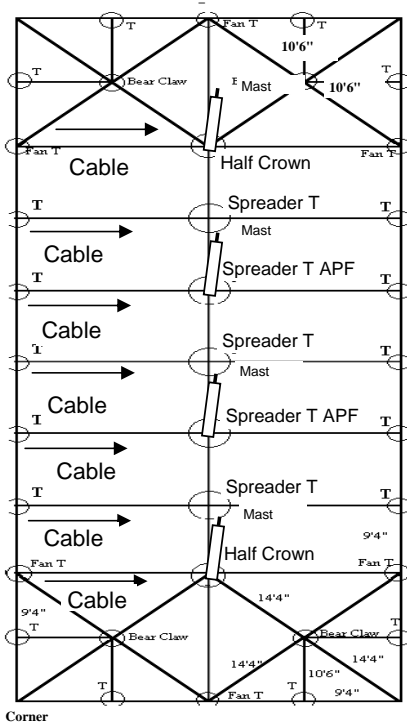 Fan T
T
T
10'6"
T
Bear Claw
Mast
10'6"
T
Fan T
Fan T
Cable
Half Crown
Spreader T
T
T
Mast
Cable
Spreader T APF
T
T
Cable
Spreader T
T
T
Mast
Cable
Spreader T APF
T
T
Cable
Spreader T
T
T
Mast
Cable
9'4"
Half Crown
Fan T
Fan T
Cable
14'4"
9'4"
T
Bear Claw
Bear Claw
T
14'4"
14'4"
10'6"
T
T
Fan T
9'4"
Corner